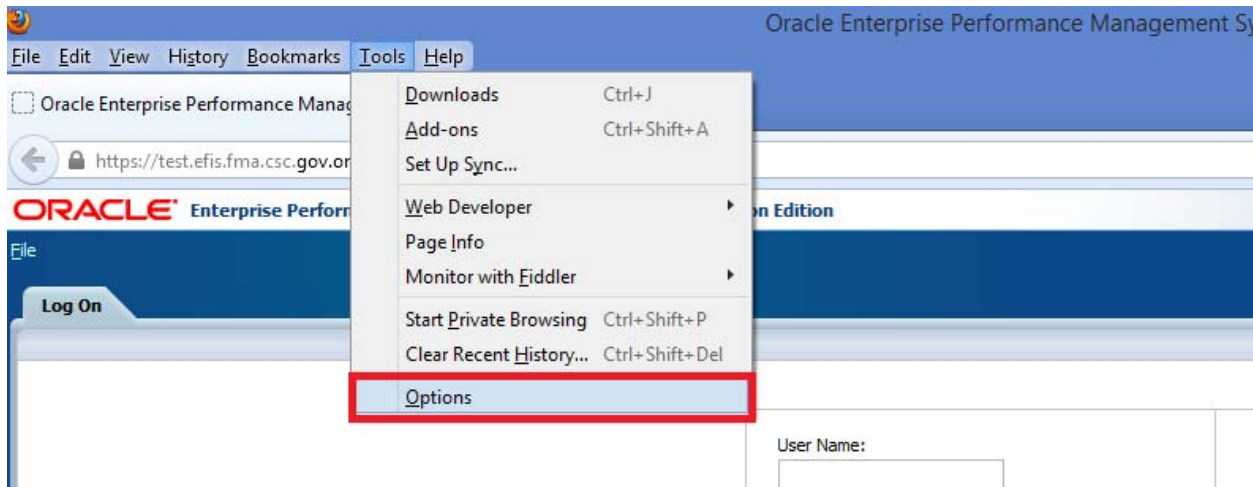 Oracle Enterprise Performance Management Sy
File Edit View History Bookmarks Tools Help
Oracle Enterprise Performance Manag
Downloads Ctrl+J
Add-ons Ctrl+Shift+A
Set Up Sync...
https://test.efis.fma.csc.gov.on
ORACLE Enterprise Perforr
on Edition
Web Developer
File
Page Info
Monitor with Fiddler
Log On
Start Private Browsing Ctrl+Shift+P
Clear Recent History... Ctrl+Shift+Del
Options
User Name: